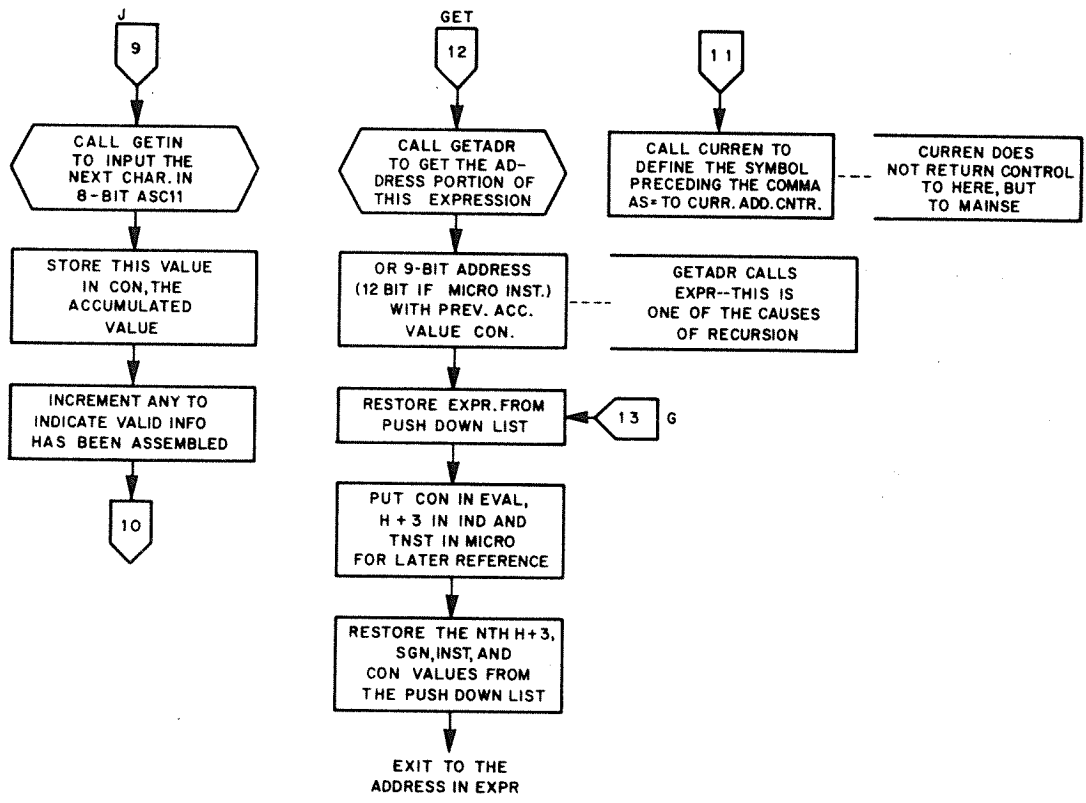 J
9
CALL GETIN
TO INPUT THE
NEXT CHAR. IN
8-BIT ASC11
STORE THIS VALUE
IN CON, THE
ACCUMULATED
VALUE
INCREMENT ANY TO
INDICATE VALID INFO
HAS BEEN ASSEMBLED
10
GET
12
CALL GETADR
TO GET THE AD-
DRESS PORTION OF
THIS EXPRESSION
OR 9-BIT ADDRESS
(12 BIT IF MICRO INST.)
WITH PREV. ACC.
VALUE CON.
GETADR CALLS
EXPR--THIS IS
ONE OF THE CAUSES
OF RECURSION
RESTORE EXPR. FROM
PUSH DOWN LIST
13
G
PUT CON IN EVAL,
H+3 IN IND AND
TNST IN MICRO
FOR LATER REFERENCE
RESTORE THE NTH H+3,
SGN, INST, AND
CON VALUES FROM
THE PUSH DOWN LIST
EXIT TO THE
ADDRESS IN EXPR
11
CALL CURREN TO
DEFINE THE SYMBOL
PRECEDING THE COMMA
AS= TO CURR. ADD. CNTR.
CURREN DOES
NOT RETURN CONTROL
TO HERE, BUT
TO MAINSE